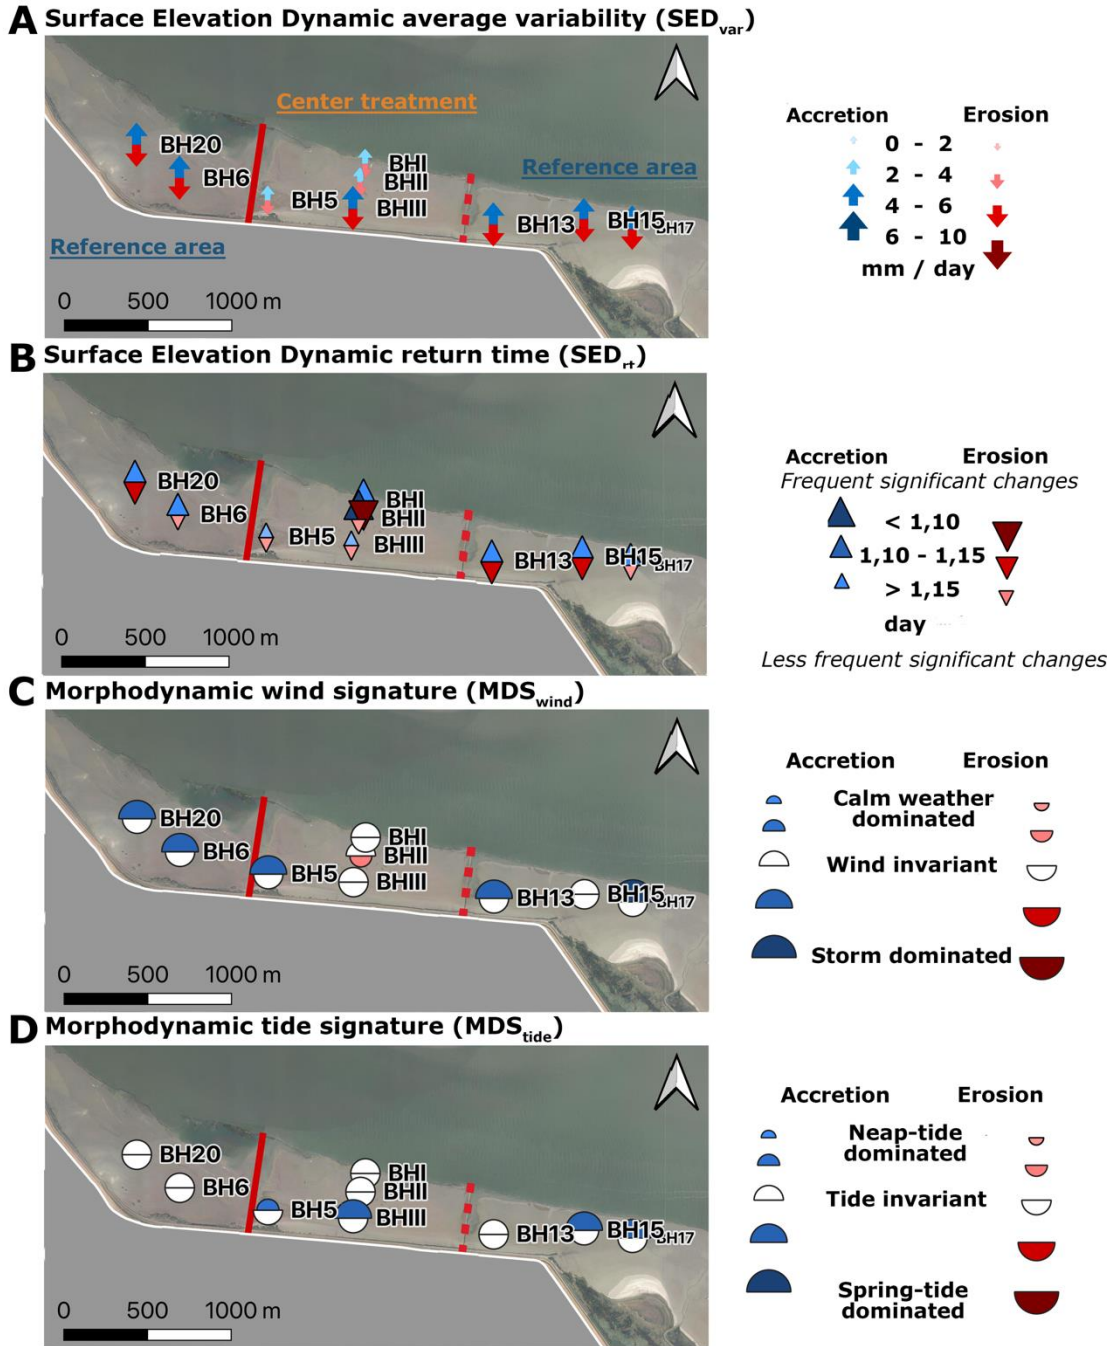 A Surface Elevation Dynamic average variability (SEDvar)
Center treatment
BH20
BH6
BHI
BHII
BH5
BHIII
Reference area
BH13
BH15
BH17
Reference area
0 500 1000 m
Accretion Erosion
0 - 2
2 - 4
4 - 6
6 - 10
mm / day
B Surface Elevation Dynamic return time (SEDrt)
BH20
BH6
BHI
BHII
BH5
BHIII
BH13
BH15
BH17
0 500 1000 m
Accretion Erosion
Frequent significant changes
< 1,10
1,10 - 1,15
> 1,15
day
Less frequent significant changes
C Morphodynamic wind signature (MDSwind)
BH20
BH6
BHI
BHII
BH5
BHIII
BH13
BH15
BH17
0 500 1000 m
Accretion Erosion
Calm weather
dominated
Wind invariant
Storm dominated
D Morphodynamic tide signature (MDStide)
BH20
BH6
BHI
BHII
BH5
BHIII
BH13
BH15
BH17
0 500 1000 m
Accretion Erosion
Neap-tide
dominated
Tide invariant
Spring-tide
dominated